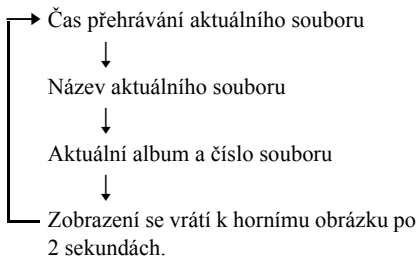 Čas přehrávání aktuálního souboru
Název aktuálního souboru
Aktuální album a číslo souboru
Zobrazení se vrátí k hornímu obrázku po
2 sekundách.